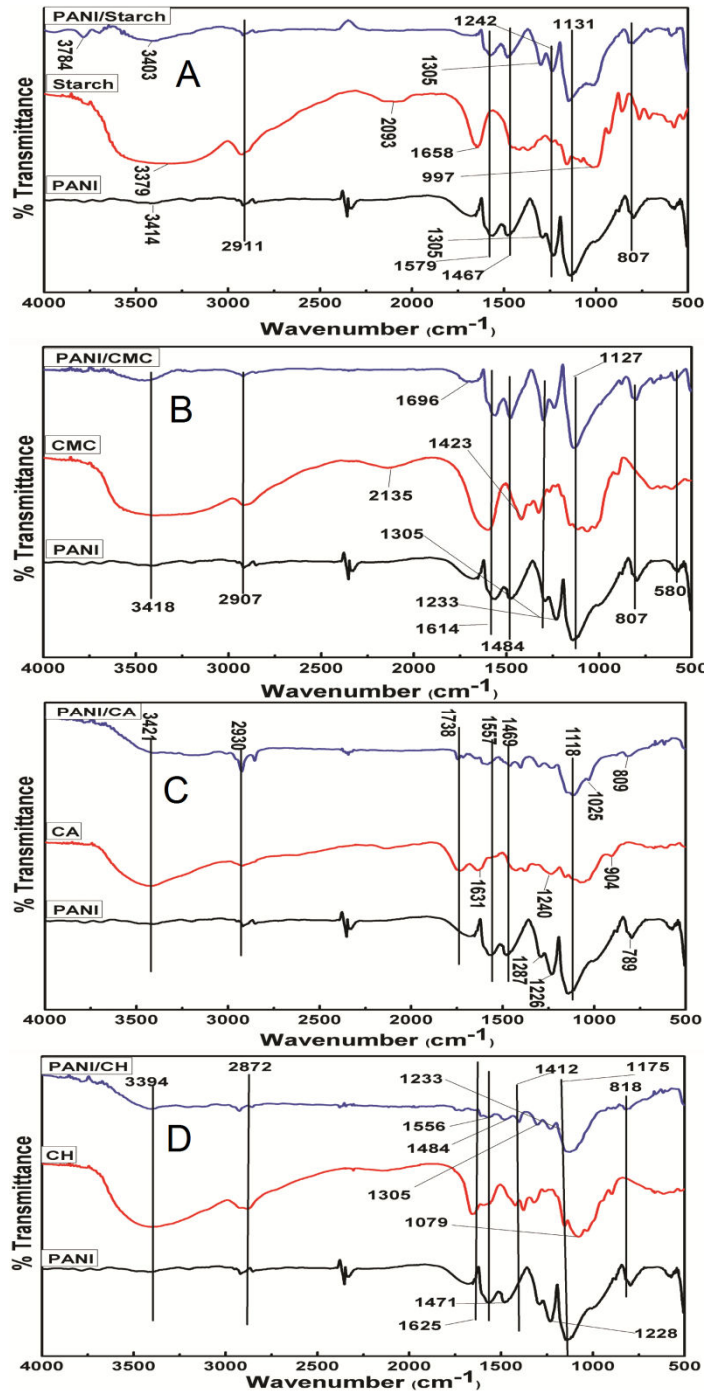 PANI/Starch
1242
1131
3784
3403
A
1305
Starch
2093
1658
997
3379
PANI
3414
2911
1305
1579
1467
807
% Transmittance
4000 3500 3000 2500 2000 1500 1000 500
Wavenumber (cm⁻¹)
PANI/CMC
1127
1696
B
CMC
1423
2135
1305
PANI
3418
2907
1233
1614
1484
807
580
% Transmittance
4000 3500 3000 2500 2000 1500 1000 500
Wavenumber (cm⁻¹)
PANI/CA
3421
2930
1738
1557
1469
1118
809
1025
C
CA
1631
1240
904
PANI
1287
1226
789
% Transmittance
4000 3500 3000 2500 2000 1500 1000 500
Wavenumber (cm⁻¹)
PANI/CH
3394
2872
1412
1175
1233
818
1556
1484
D
CH
1305
1079
PANI
1471
1625
1228
% Transmittance
4000 3500 3000 2500 2000 1500 1000 500
Wavenumber (cm⁻¹)